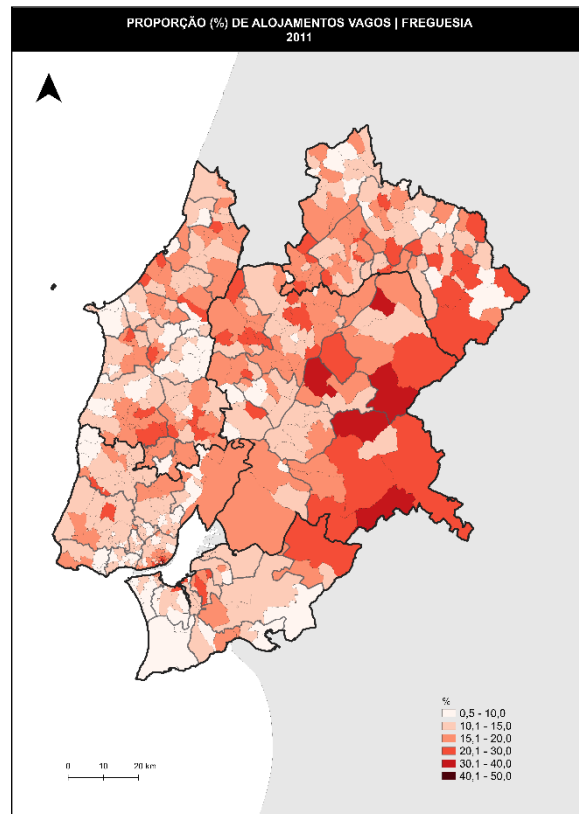 PROPORÇÃO (%) DE ALOJAMENTOS VAGOS | FREGUESIA
2011
%
0,5 - 10,0
10,1 - 15,0
15,1 - 20,0
20,1 - 30,0
30,1 - 40,0
40,1 - 50,0
0 10 20 km